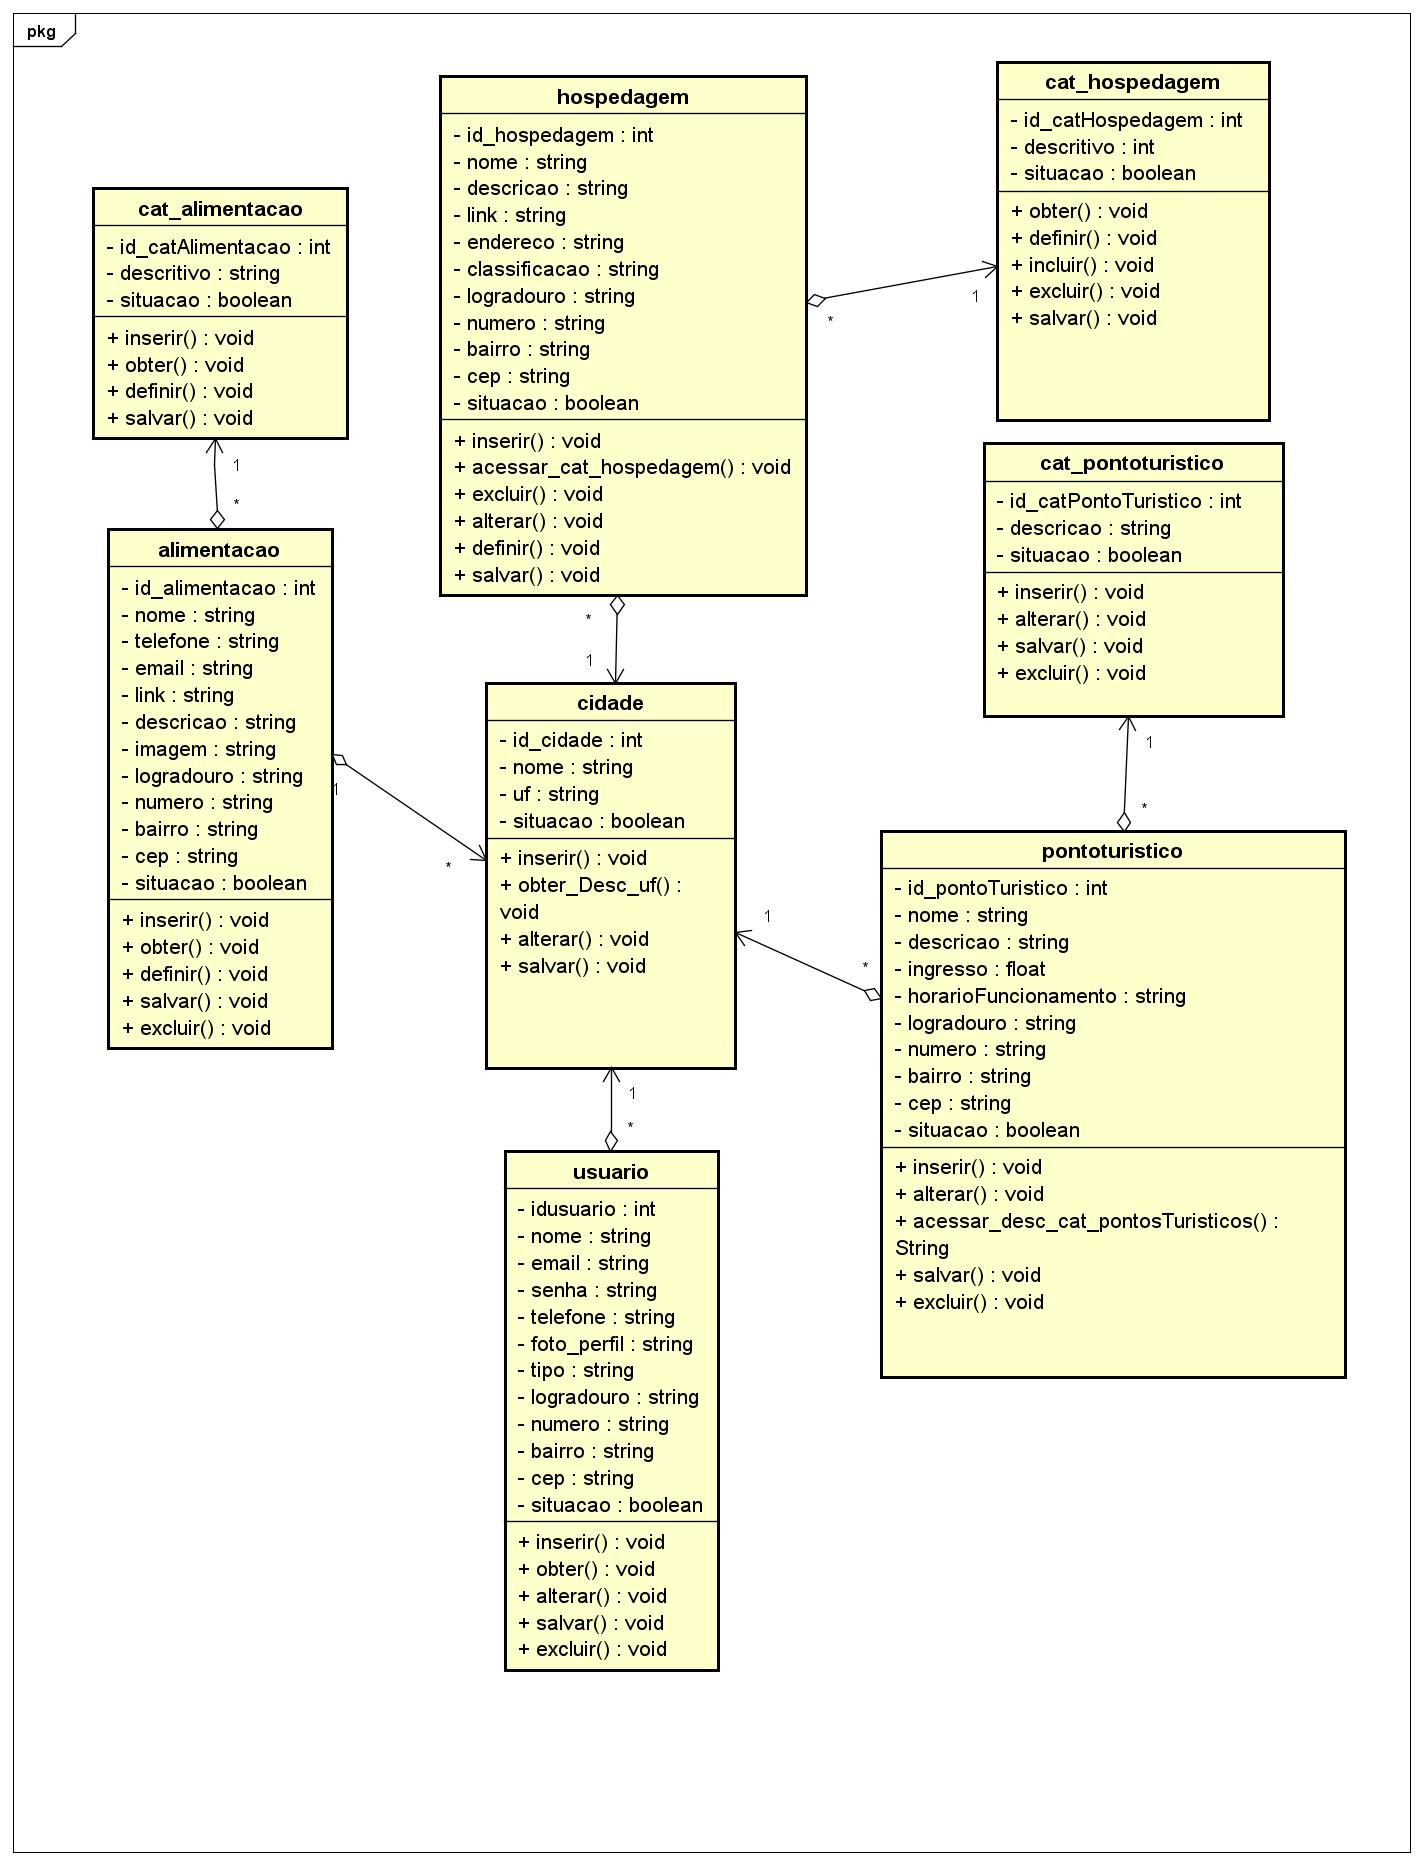 pkg
hospedagem
- id_hospedagem : int
- nome : string
- descricao : string
- link : string
- endereco : string
- classificacao : string
- logradouro : string
- numero : string
- bairro : string
- cep : string
- situacao : boolean
+ inserir() : void
+ acessar_cat_hospedagem() : void
+ excluir() : void
+ alterar() : void
+ definir() : void
+ salvar() : void
cat_hospedagem
- id_catHospedagem : int
- descritivo : int
- situacao : boolean
+ obter() : void
+ definir() : void
+ incluir() : void
+ excluir() : void
+ salvar() : void
1
*
cat_alimentacao
- id_catAlimentacao : int
- descritivo : string
- situacao : boolean
+ inserir() : void
+ obter() : void
+ definir() : void
+ salvar() : void
1
*
alimentacao
- id_alimentacao : int
- nome : string
- telefone : string
- email : string
- link : string
- descricao : string
- imagem : string
- logradouro : string
- numero : string
- bairro : string
- cep : string
- situacao : boolean
+ inserir() : void
+ obter() : void
+ definir() : void
+ salvar() : void
+ excluir() : void
1
*
*
1
cidade
- id_cidade : int
- nome : string
- uf : string
- situacao : boolean
+ inserir() : void
+ obter_Desc_uf() :
void
+ alterar() : void
+ salvar() : void
cat_pontoturistico
- id_catPontoTuristico : int
- descricao : string
- situacao : boolean
+ inserir() : void
+ alterar() : void
+ salvar() : void
+ excluir() : void
1
*
pontoturistico
- id_pontoTuristico : int
- nome : string
- descricao : string
- ingresso : float
- horarioFuncionamento : string
- logradouro : string
- numero : string
- bairro : string
- cep : string
- situacao : boolean
+ inserir() : void
+ alterar() : void
+ acessar_desc_cat_pontosTuristicos() :
String
+ salvar() : void
+ excluir() : void
1
*
1
*
usuario
- idusuario : int
- nome : string
- email : string
- senha : string
- telefone : string
- foto_perfil : string
- tipo : string
- logradouro : string
- numero : string
- bairro : string
- cep : string
- situacao : boolean
+ inserir() : void
+ obter() : void
+ alterar() : void
+ salvar() : void
+ excluir() : void